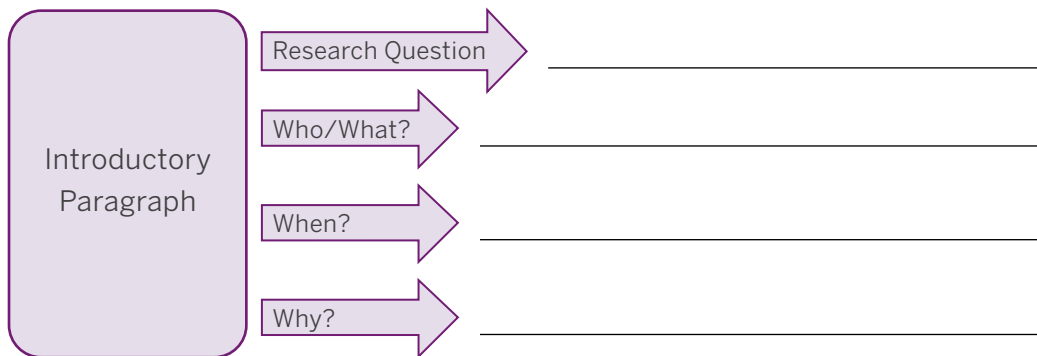 Introductory
Paragraph
Research Question
Who/What?
When?
Why?